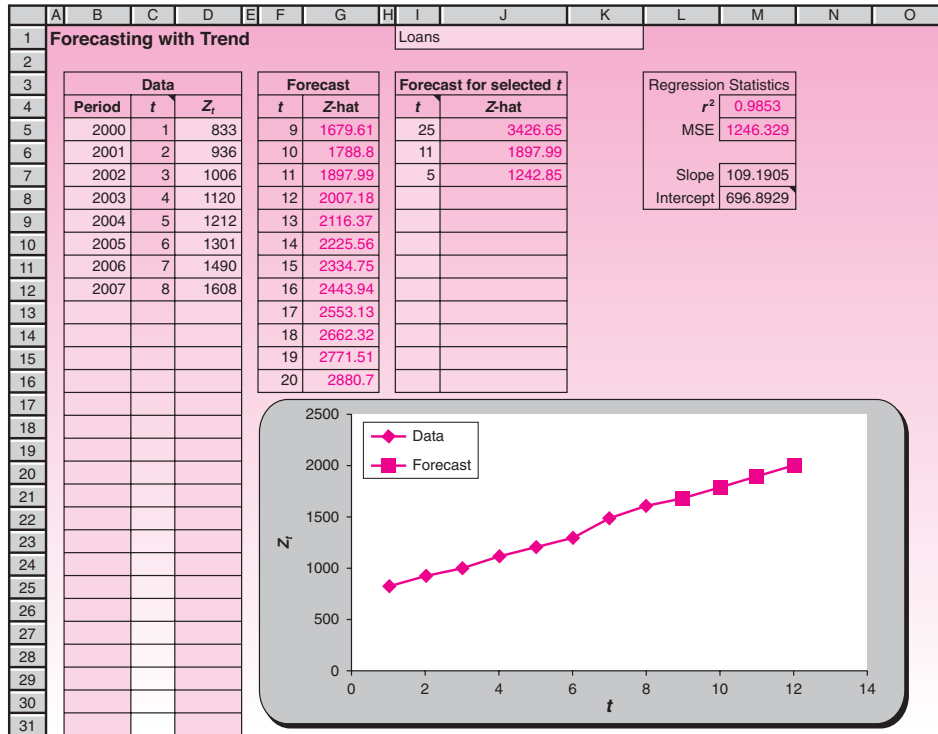 A B C D E F G H I J K L M N O
1 Forecasting with Trend Loans
2
3 Data Forecast Forecast for selected t Regression Statistics
4 Period t Zt t Z-hat t Z-hat r² 0.9853
5 2000 1 833 9 1679.61 25 3426.65 MSE 1246.329
6 2001 2 936 10 1788.8 11 1897.99
7 2002 3 1006 11 1897.99 5 1242.85 Slope 109.1905
8 2003 4 1120 12 2007.18 Intercept 696.8929
9 2004 5 1212 13 2116.37
10 2005 6 1301 14 2225.56
11 2006 7 1490 15 2334.75
12 2007 8 1608 16 2443.94
13 17 2553.13
14 18 2662.32
15 19 2771.51
16 20 2880.7
17
18
19
20
21
22
23
24
25
26
27
28
29
30
31
2500
2000
1500
1000
500
0
Zt
Data
Forecast
0 2 4 6 8 10 12 14
t